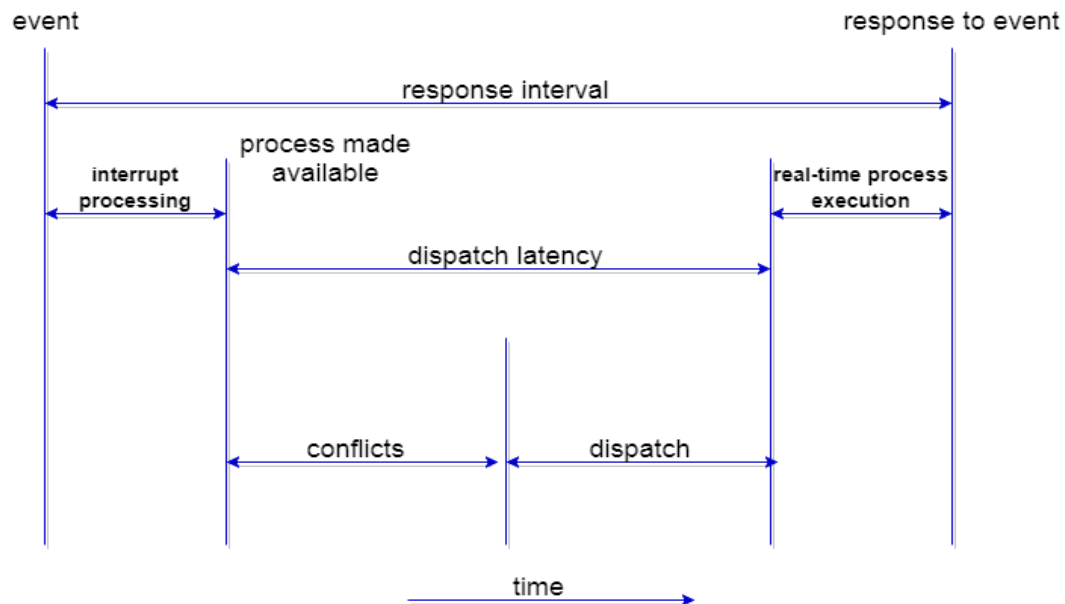 event
response to event
response interval
process made
available
interrupt
processing
real-time process
execution
dispatch latency
conflicts
dispatch
time